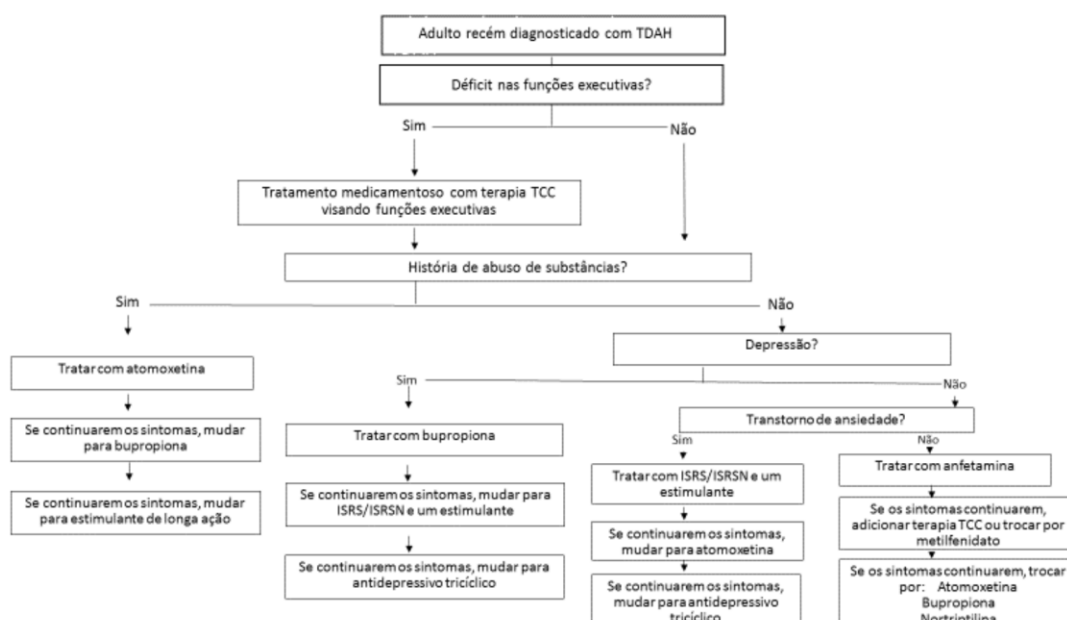 Adulto recém diagnosticado com TDAH
Déficit nas funções executivas?
Sim
Não
Tratamento medicamentoso com terapia TCC
visando funções executivas
História de abuso de substâncias?
Sim
Não
Tratar com atomoxetina
Se continuarem os sintomas, mudar
para bupropiona
Se continuarem os sintomas, mudar
para estimulante de longa ação
Depressão?
Sim
Não
Tratar com bupropiona
Se continuarem os sintomas, mudar para
ISRS/ISRSN e um estimulante
Se continuarem os sintomas, mudar para
antidepressivo tricíclico
Transtorno de ansiedade?
Sim
Não
Tratar com ISRS/ISRSN e um
estimulante
Se continuarem os sintomas,
mudar para atomoxetina
Se continuarem os sintomas,
mudar para antidepressivo
tricíclico
Tratar com anfetamina
Se os sintomas continuarem,
adicionar terapia TCC ou trocar por
metilfenidato
Se os sintomas continuarem, trocar
por: Atomoxetina
Bupropiona
Nortriptilina